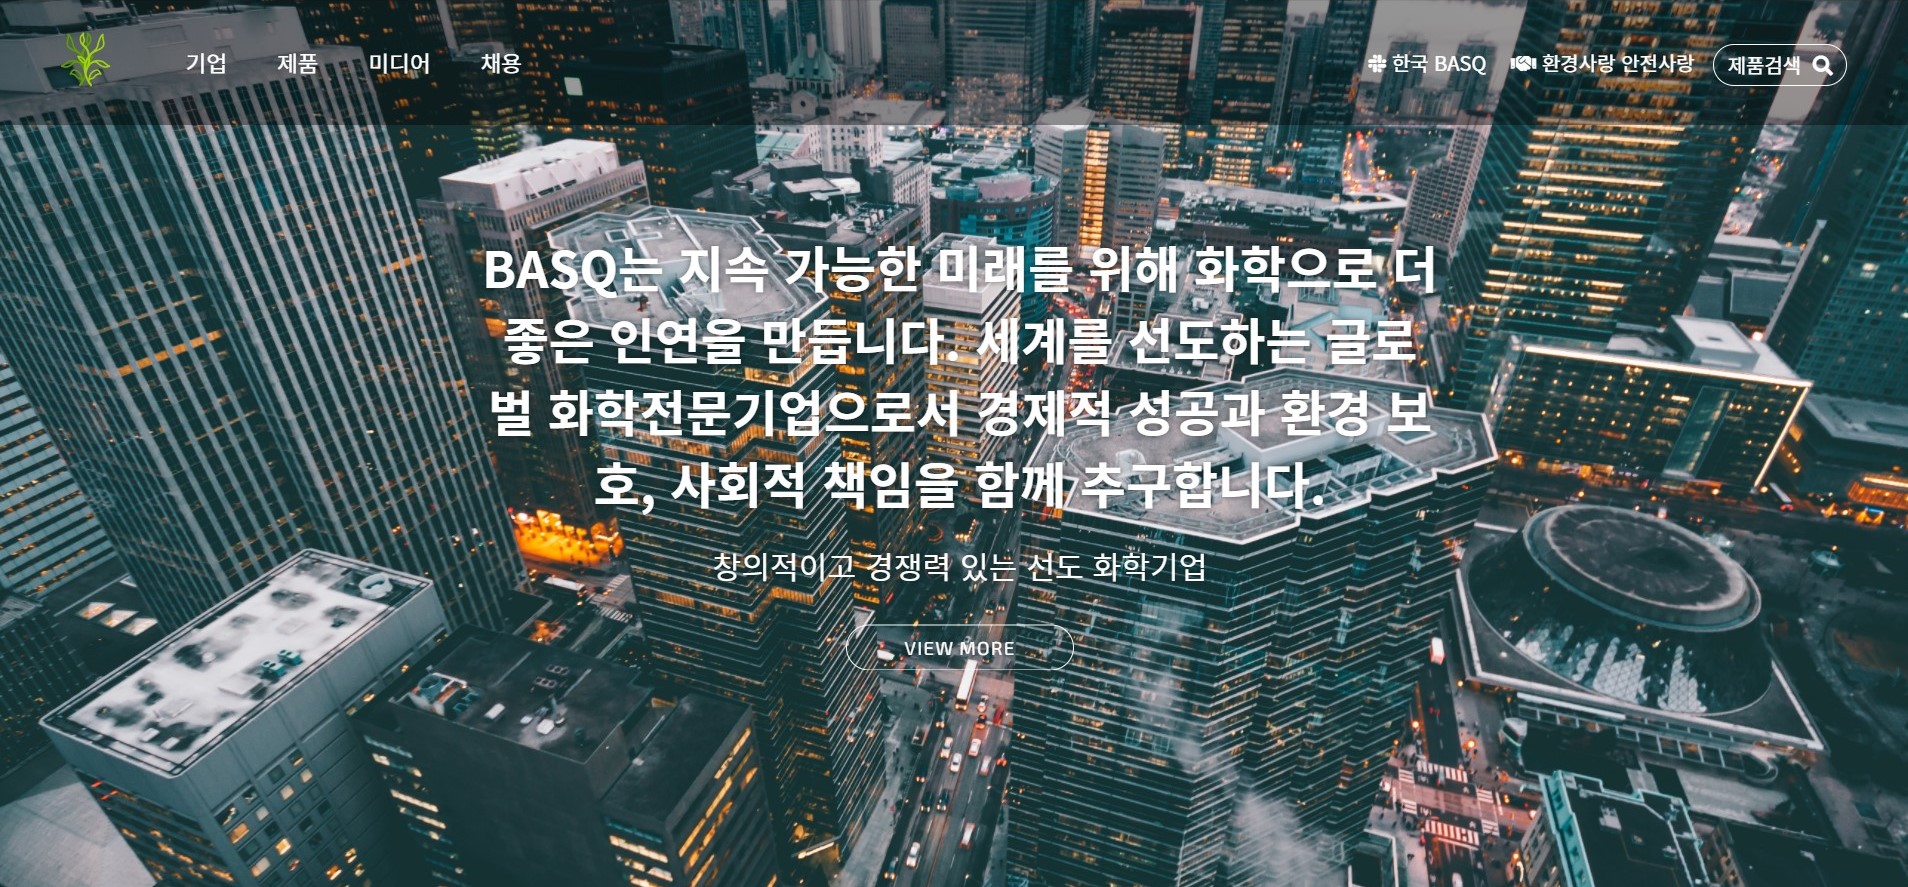 기업 제품 미디어 채용 한국 BASQ 환경사랑 안전사랑 제품검색
BASQ는 지속 가능한 미래를 위해 화학으로 더
좋은 인연을 만듭니다. 세계를 선도하는 글로
벌 화학전문기업으로서 경제적 성공과 환경 보
호, 사회적 책임을 함께 추구합니다.
창의적이고 경쟁력 있는 선도 화학기업
VIEW MORE